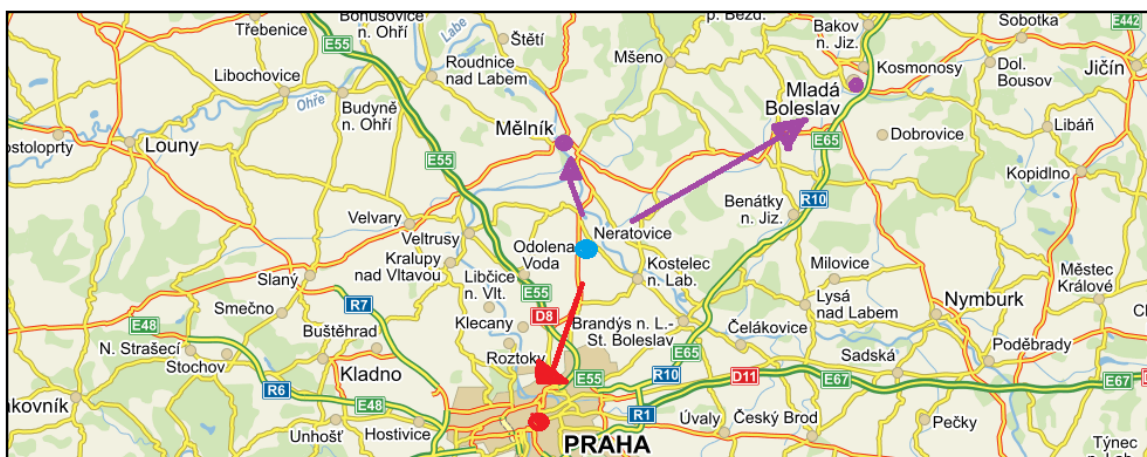 Třebenice
Bohušovice
n. Ohří
E55
Labe
Štětí
p. Bezd.
Bakov
n. Jiz.
Sobotka
E442
Roudnice
nad Labem
Mšeno
Kosmonosy
Dol.
Bousov
Jičín
Libochovice
Ohře
Budyně
n. Ohří
Mladá
Boleslav
Mělník
Dobrovice
Libáň
ostoloprty
Louny
E55
E65
Kopidlno
Velvary
Benátky
n. Jiz.
R10
Veltrusy
Neratovice
Odolena
Voda
Kralupy
nad Vltavou
Slaný
Libčice
n. Vlt.
Kostelec
n. Lab.
Milovice
Městec
Králové
E55
R7
Smečno
D8
Lysá
nad Labem
Nymburk
E48
Klecany
Brandýs n. L.-
St. Boleslav
Buštěhrad
Čelákovice
N. Strašecí
Stochov
Roztoky
E65
Sadská
Poděbrady
Kladno
E55
R10
D11
E67
E67
R6
E48
R1
akovník
Úvaly
Český Brod
Pečky
Unhošť
Hostivice
PRAHA
Týnec
n. Lab.